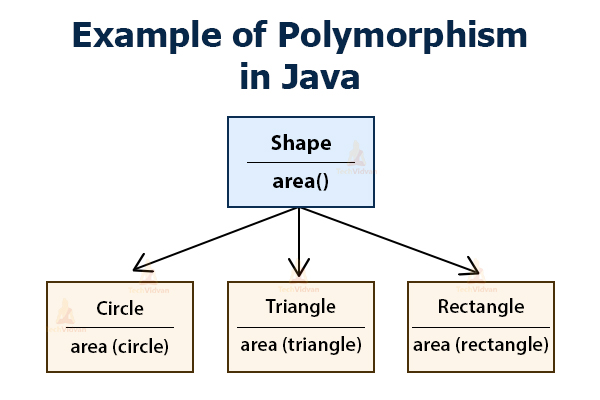 Example of Polymorphism
in Java
Shape
area()
Circle
area (circle)
Triangle
area (triangle)
Rectangle
area (rectangle)